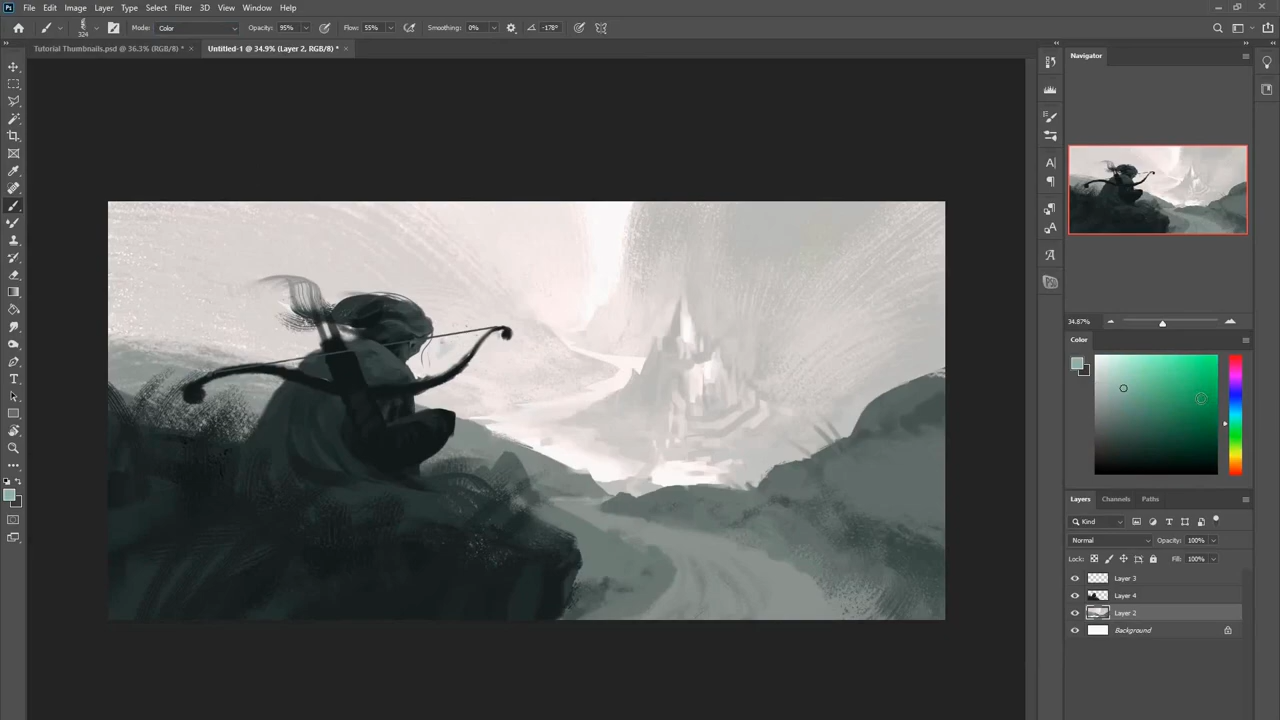 Ps File Edit Image Layer Type Select Filter 3D View Window Help
324 Mode: Color Opacity: 95% Flow: 55% Smoothing: 0% -178°
Tutorial Thumbnails.psd @ 36.3% (RGB/8) * × Untitled-1 @ 34.9% (Layer 2, RGB/8) * ×
Navigator
34.87%
Color
Layers Channels Paths
Kind
Normal Opacity: 100%
Lock: Fill: 100%
Layer 3
Layer 4
Layer 2
Background